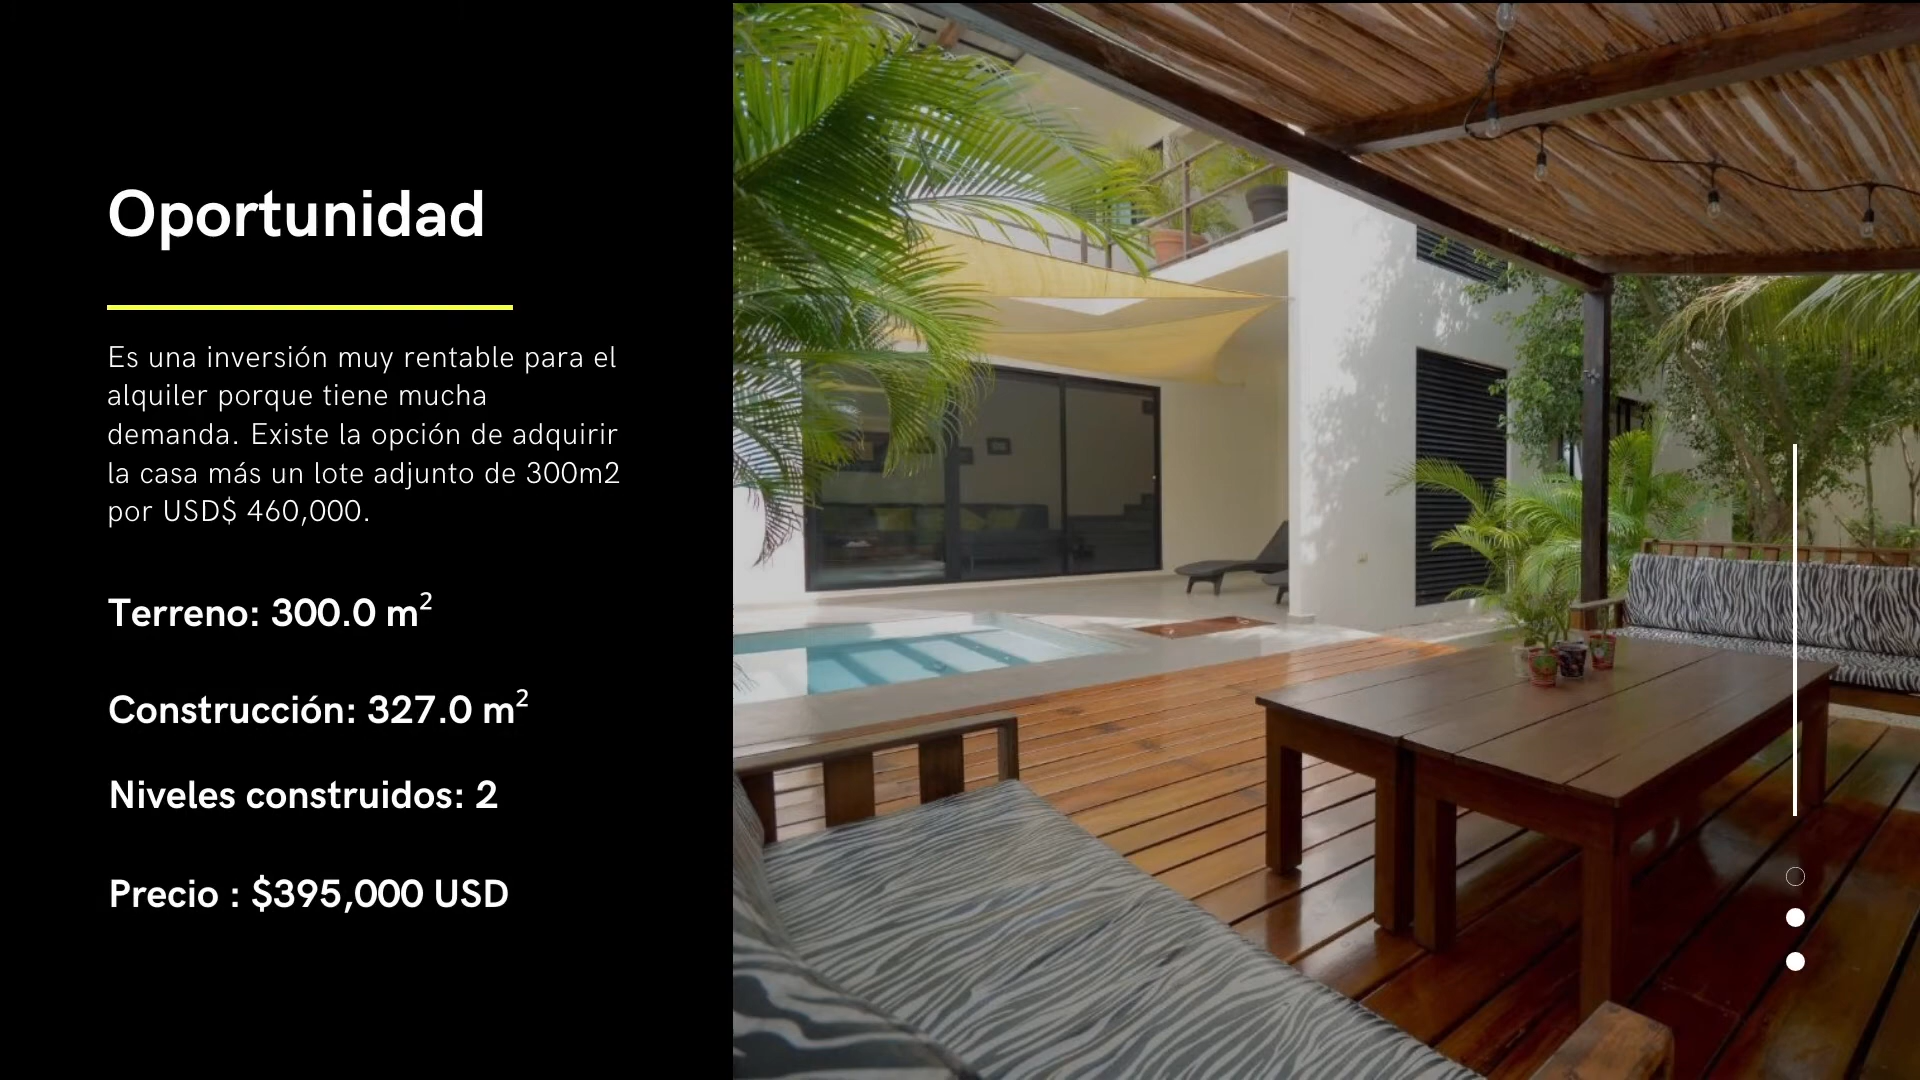 Oportunidad
Es una inversión muy rentable para el
alquiler porque tiene mucha
demanda. Existe la opción de adquirir
la casa más un lote adjunto de 300m2
por USD$ 460,000.
Terreno: 300.0 m²
Construcción: 327.0 m²
Niveles construidos: 2
Precio : $395,000 USD